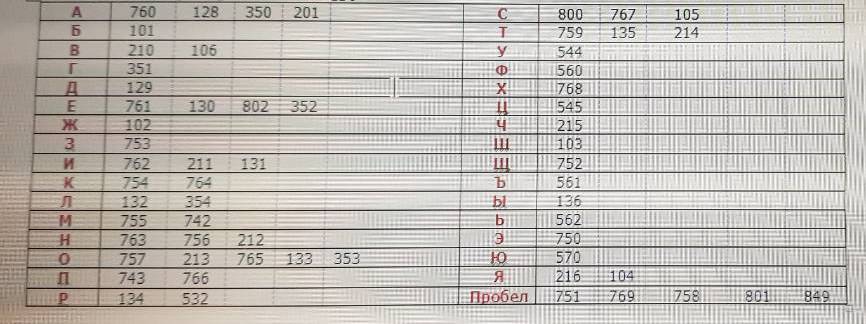 А 760 128 350 201 С 800 767 105
Б 101 Т 759 135 214
В 210 106 У 544
Г 351 Ф 560
Д 129 Х 768
Е 761 130 802 352 Ц 545
Ж 102 Ч 215
З 753 Ш 103
И 762 211 131 Щ 752
К 754 764 Ъ 561
Л 132 354 Ы 136
М 755 742 Ь 562
Н 763 756 212 Э 750
О 757 213 765 133 353 Ю 570
П 743 766 Я 216 104
Р 134 532 Пробел 751 769 758 801 849